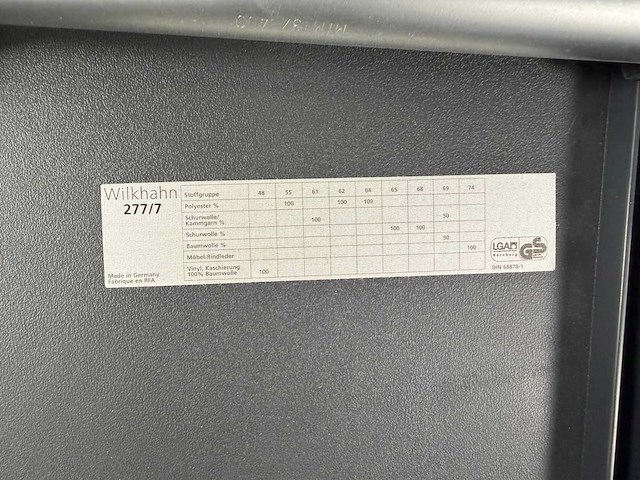 Wilkhahn
277/7
Stoffgruppe 48 55 61 62 64 65 68 69 74
Polyester % 100 100 100
Schurwolle/
Kammgarn % 100 50
Schurwolle % 100 100 50
Baumwolle % 100
Möbel-Rindleder
Vinyl, Kaschierung
100% Baumwolle 100
Made in Germany
Fabrique en RFA
LGA
Nürnberg
GS
DIN 68878-1